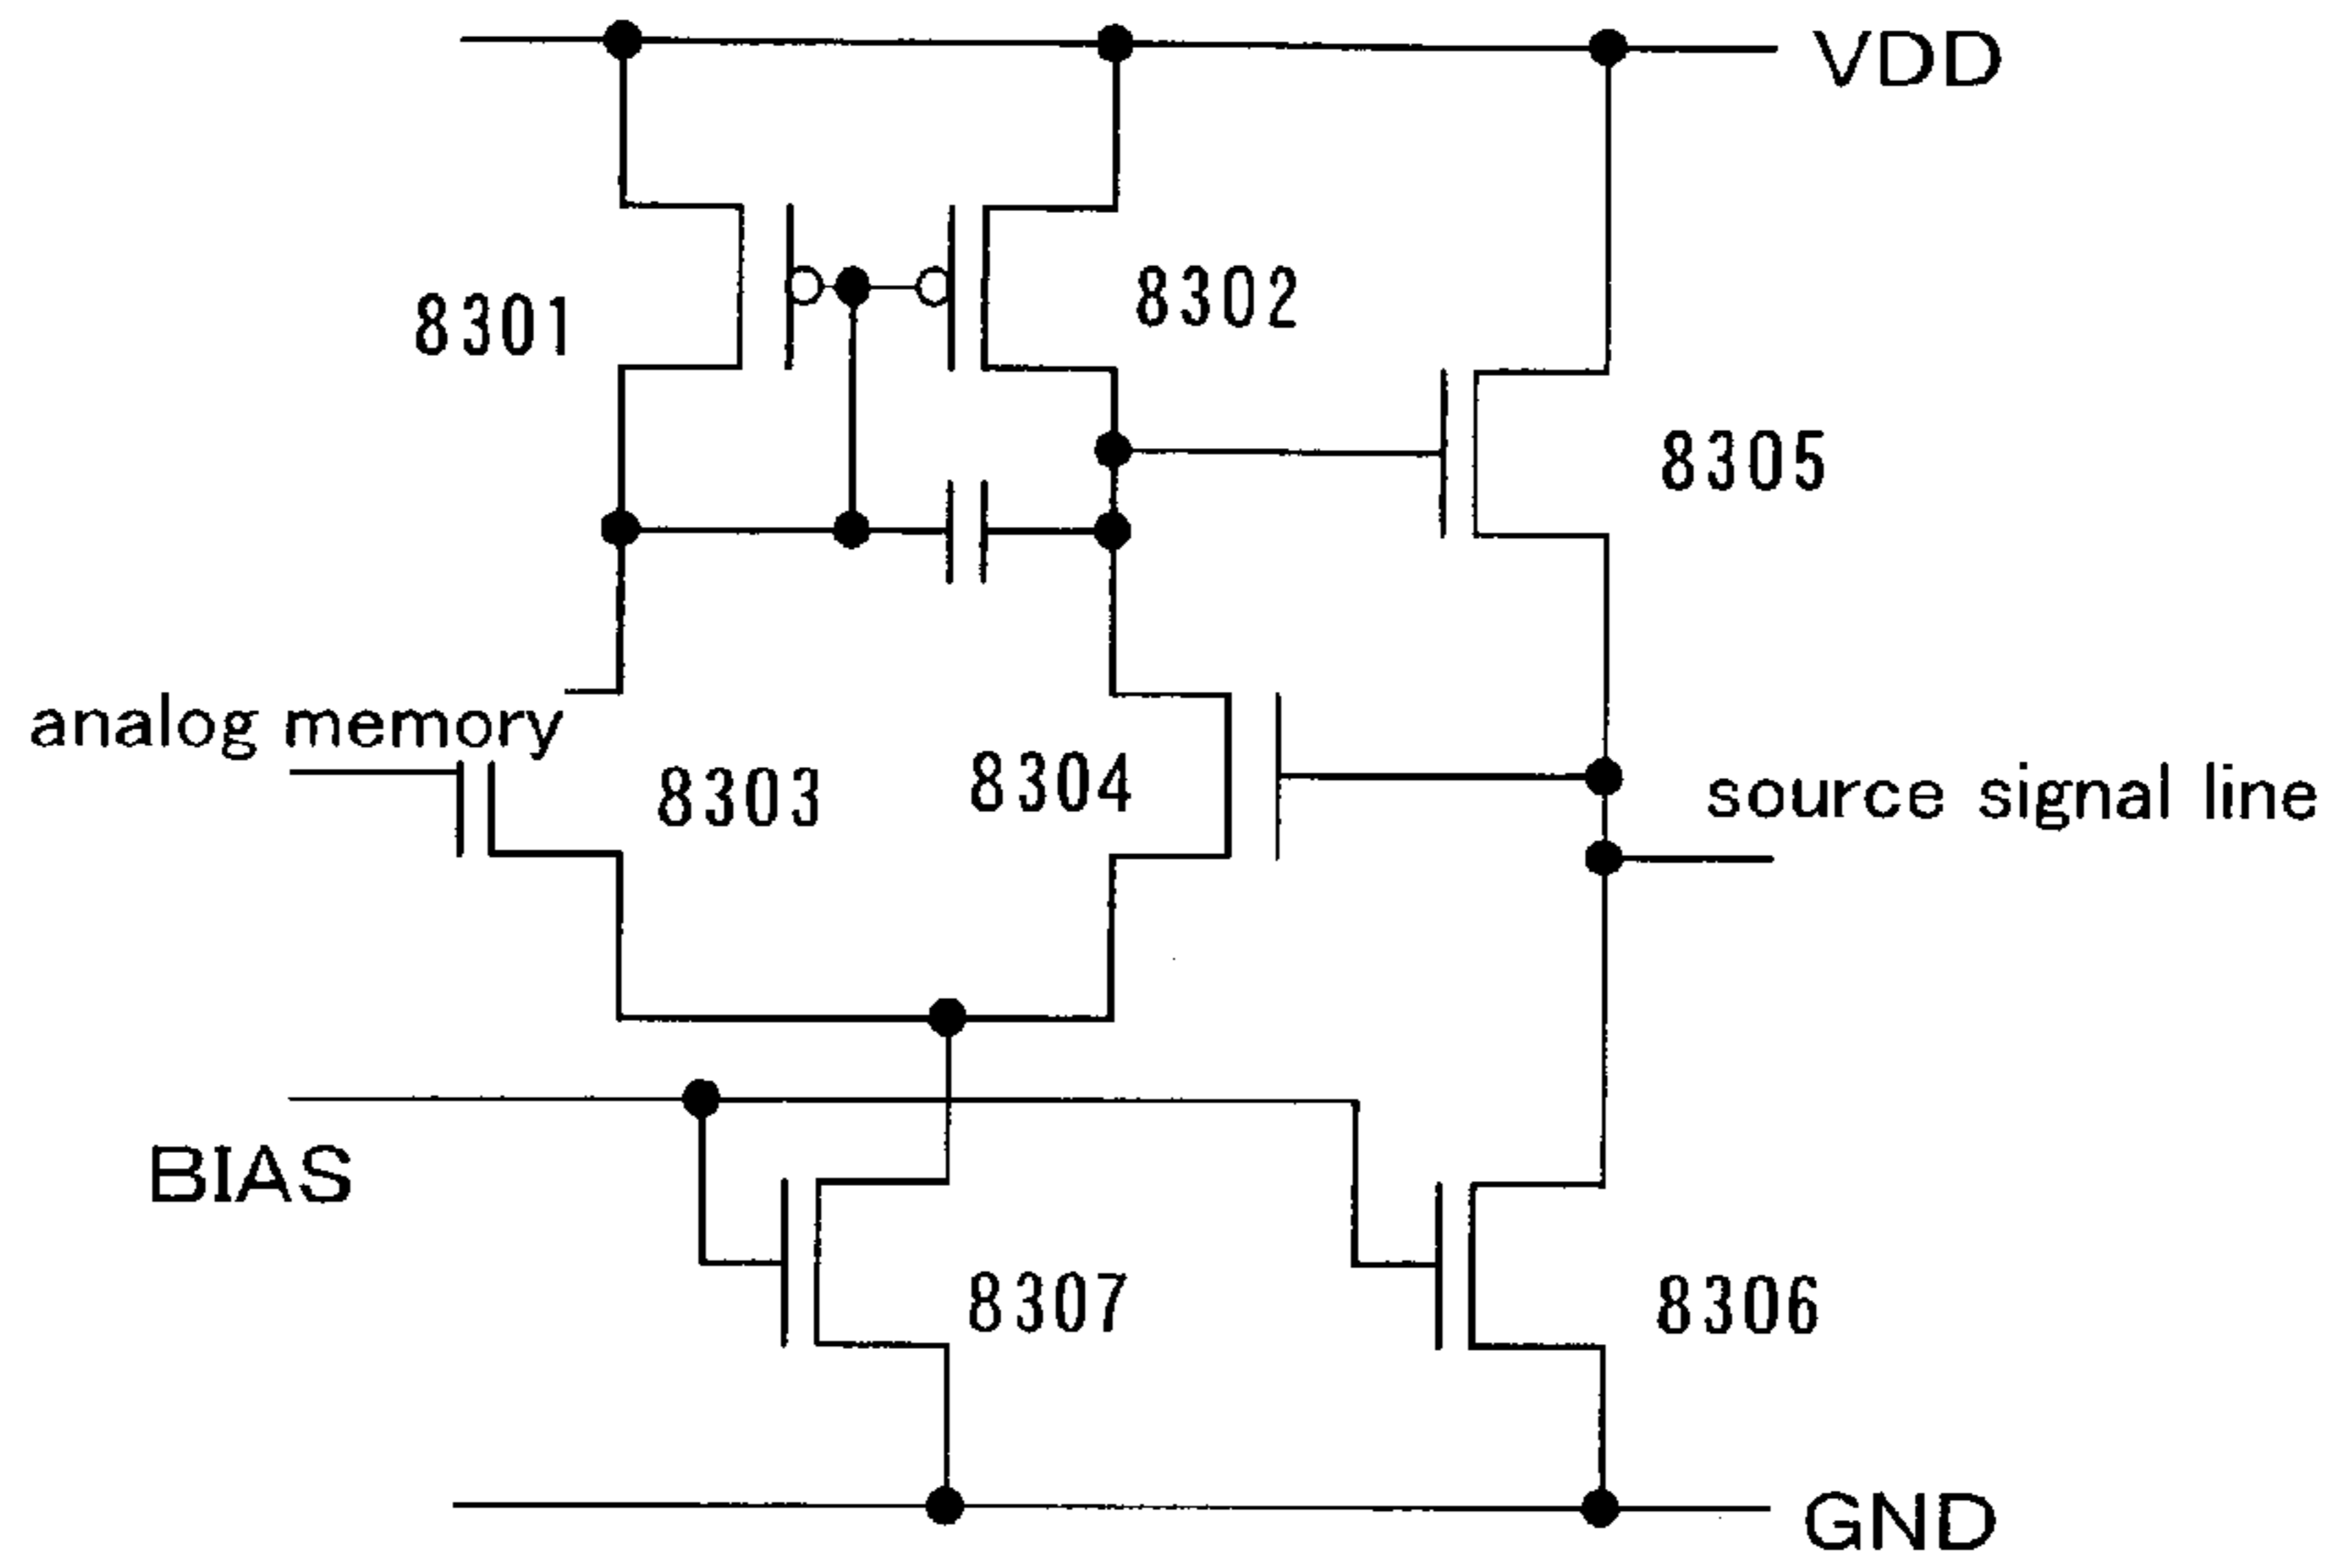 VDD
8301
8302
8305
analog memory
8303
8304
source signal line
BIAS
8307
8306
GND